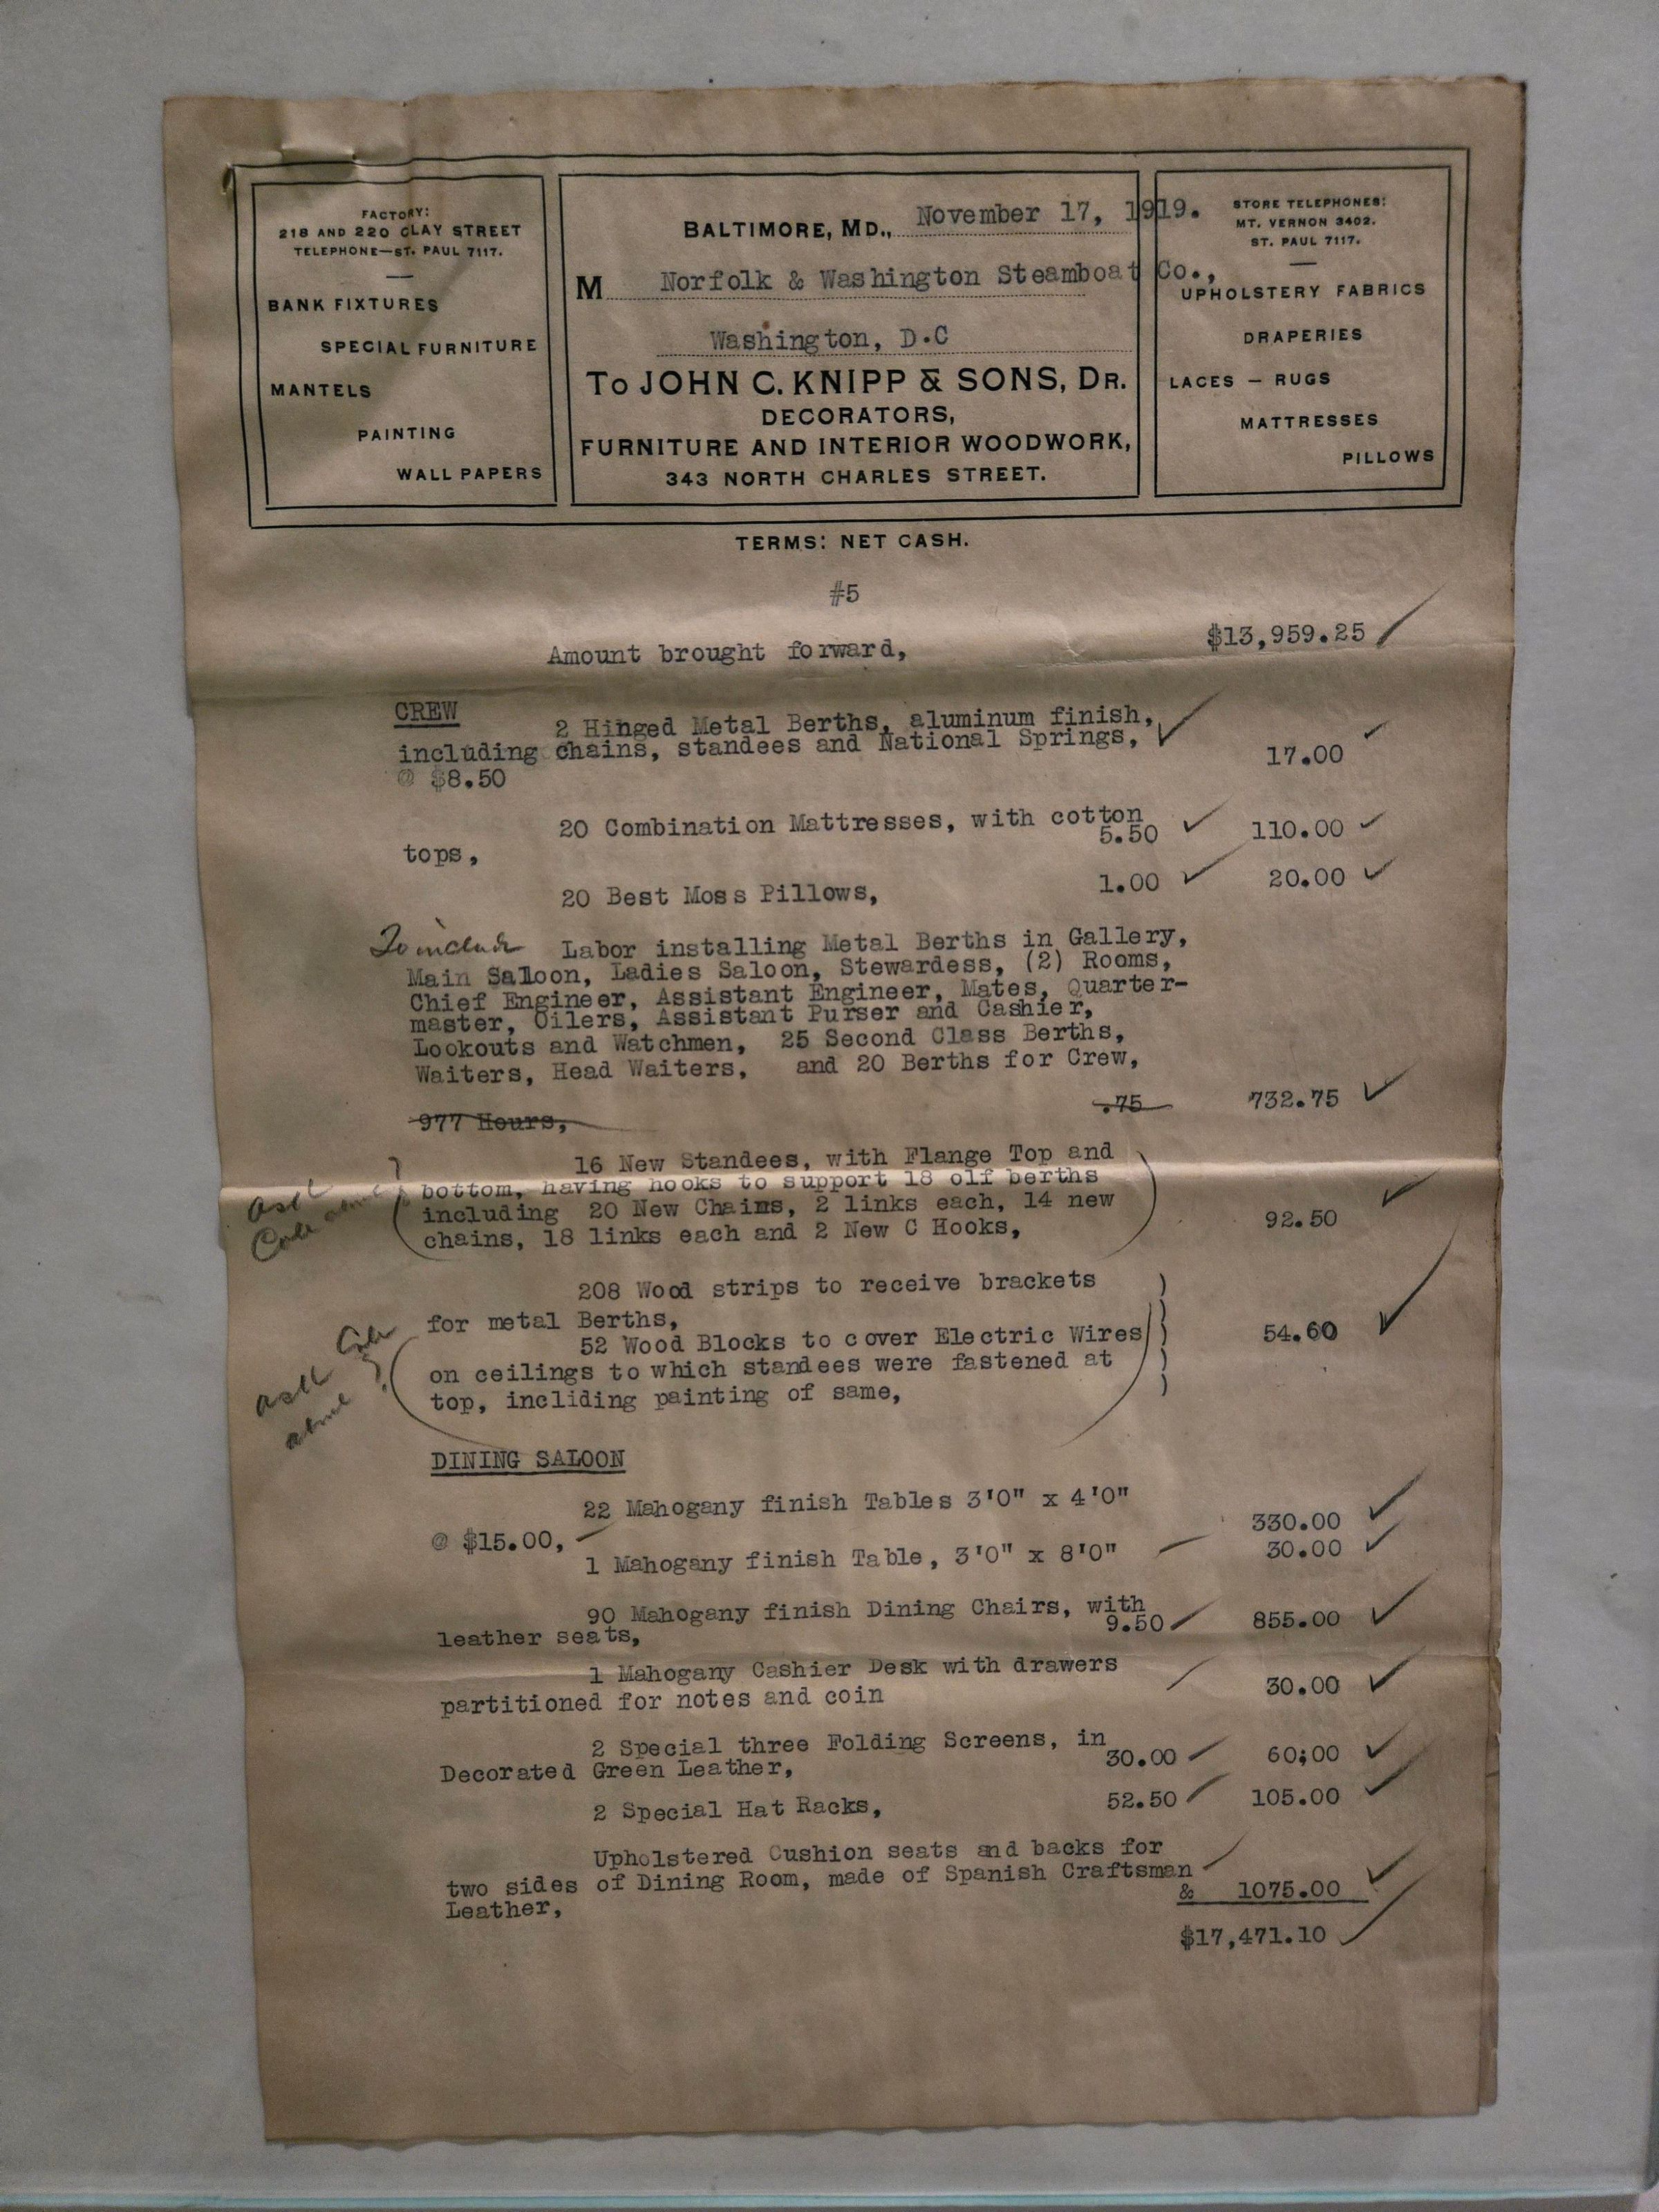 FACTORY:
218 AND 220 CLAY STREET
TELEPHONE—ST. PAUL 7117.
BANK FIXTURES
SPECIAL FURNITURE
MANTELS
PAINTING
WALL PAPERS
BALTIMORE, MD., November 17, 1919.
M Norfolk & Washington Steamboat Co.,
Washington, D.C
To JOHN C. KNIPP & SONS, DR.
DECORATORS,
FURNITURE AND INTERIOR WOODWORK,
343 NORTH CHARLES STREET.
STORE TELEPHONES:
MT. VERNON 3402.
ST. PAUL 7117.
UPHOLSTERY FABRICS
DRAPERIES
LACES — RUGS
MATTRESSES
PILLOWS
TERMS: NET CASH.
#5
Amount brought forward, $13,959.25
CREW
2 Hinged Metal Berths, aluminum finish,
including chains, standees and National Springs,
@ $8.50 17.00
20 Combination Mattresses, with cotton
tops, 5.50 110.00
20 Best Moss Pillows, 1.00 20.00
To include Labor installing Metal Berths in Gallery,
Main Saloon, Ladies Saloon, Stewardess, (2) Rooms,
Chief Engineer, Assistant Engineer, Mates, Quarter-
master, Oilers, Assistant Purser and Cashier,
Lookouts and Watchmen, 25 Second Class Berths,
Waiters, Head Waiters, and 20 Berths for Crew,
977 Hours, .75 732.75
16 New Standees, with Flange Top and
bottom, having hooks to support 18 olf berths
including 20 New Chains, 2 links each, 14 new
chains, 18 links each and 2 New C Hooks, 92.50
208 Wood strips to receive brackets
for metal Berths,
52 Wood Blocks to cover Electric Wires 54.60
on ceilings to which standees were fastened at
top, incliding painting of same,
DINING SALOON
22 Mahogany finish Tables 3'0" x 4'0"
@ $15.00, 330.00
1 Mahogany finish Table, 3'0" x 8'0" 30.00
90 Mahogany finish Dining Chairs, with
leather seats, 9.50 855.00
1 Mahogany Cashier Desk with drawers
partitioned for notes and coin 30.00
2 Special three Folding Screens, in
Decorated Green Leather, 30.00 60;00
2 Special Hat Racks, 52.50 105.00
Upholstered Cushion seats and backs for
two sides of Dining Room, made of Spanish Craftsman
Leather, & 1075.00
$17,471.10